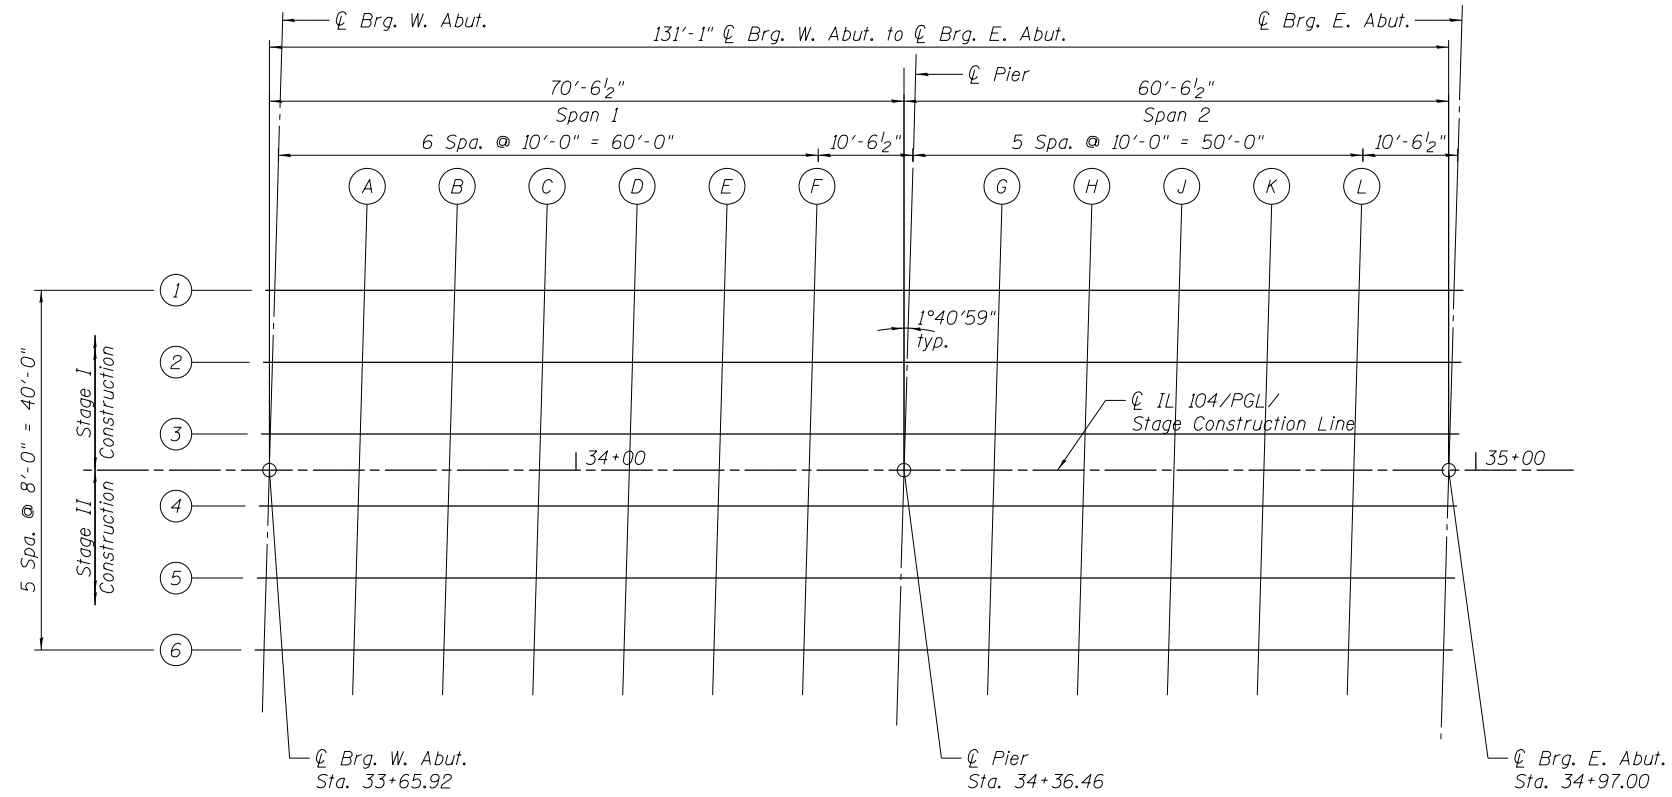 ℄ Brg. W. Abut.
℄ Brg. E. Abut.
131'-1" ℄ Brg. W. Abut. to ℄ Brg. E. Abut.
℄ Pier
70'-6½"
60'-6½"
Span 1
Span 2
6 Spa. @ 10'-0" = 60'-0"
10'-6½"
5 Spa. @ 10'-0" = 50'-0"
10'-6½"
A
B
C
D
E
F
G
H
J
K
L
1
1°40'59"
typ.
2
5 Spa. @ 8'-0" = 40'-0"
Stage I
Construction
℄ IL 104/PGL/
Stage Construction Line
3
34+00
35+00
Stage II
Construction
4
5
6
℄ Brg. W. Abut.
Sta. 33+65.92
℄ Pier
Sta. 34+36.46
℄ Brg. E. Abut.
Sta. 34+97.00